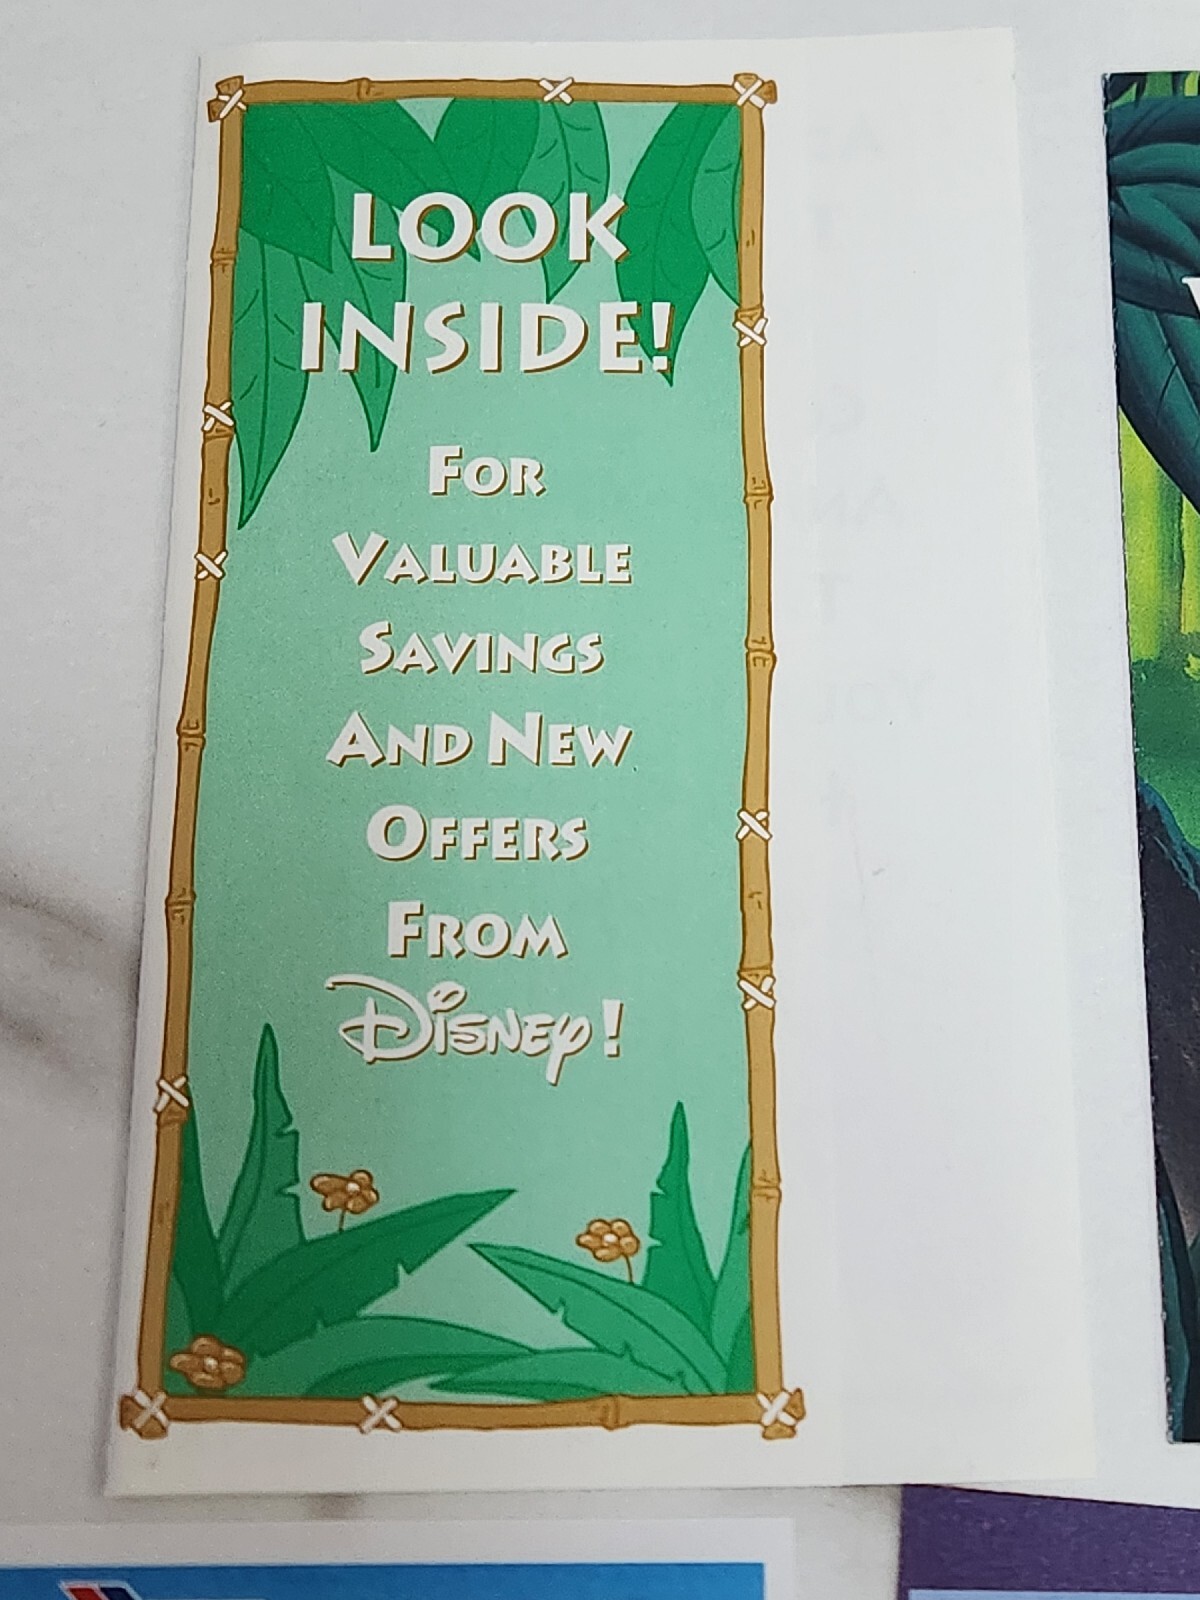 LOOK
INSIDE!
FOR
VALUABLE
SAVINGS
AND NEW
OFFERS
FROM
DISNEY!